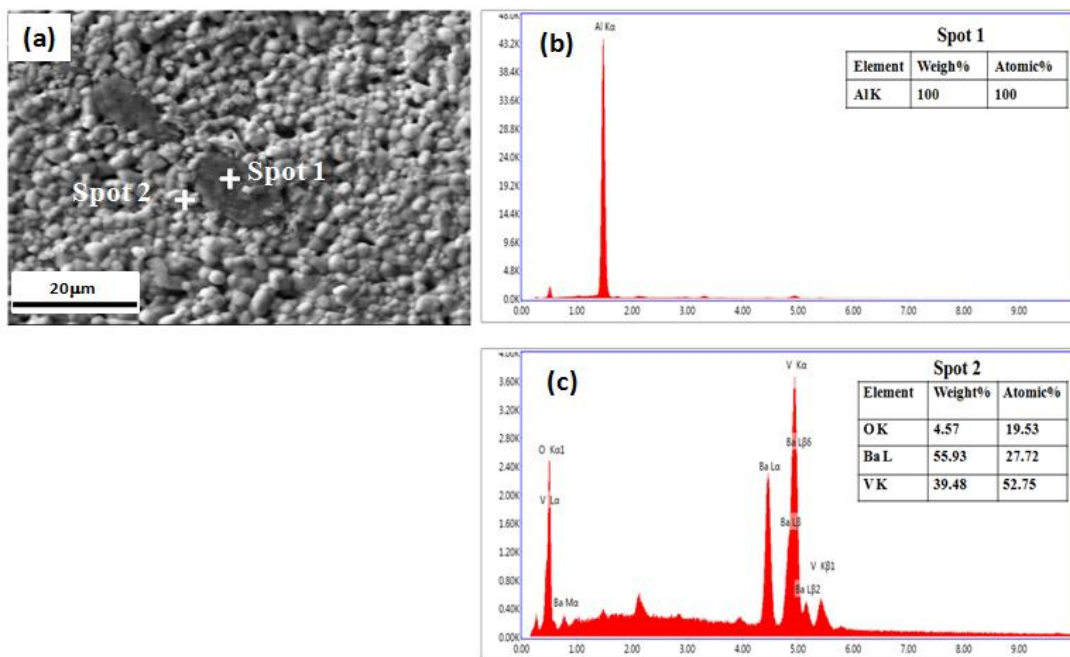 (a)
Spot 1
Spot 2
20μm
(b)
Al Kα
Spot 1
Element Weigh% Atomic%
Al K 100 100
48.0K
43.2K
38.4K
33.6K
28.8K
24.0K
19.2K
14.4K
9.6K
4.8K
0.0K
0.00 1.00 2.00 3.00 4.00 5.00 6.00 7.00 8.00 9.00
(c)
Spot 2
Element Weight% Atomic%
O K 4.57 19.53
Ba L 55.93 27.72
V K 39.48 52.75
4.00K
3.60K
3.20K
2.80K
2.40K
2.00K
1.60K
1.20K
0.80K
0.40K
0.00K
V Kα
Ba Lβ6
O Kα1
Ba Lα
V Lα
Ba Lβ
V Kβ1
Ba Lβ2
Ba Mα
0.00 1.00 2.00 3.00 4.00 5.00 6.00 7.00 8.00 9.00